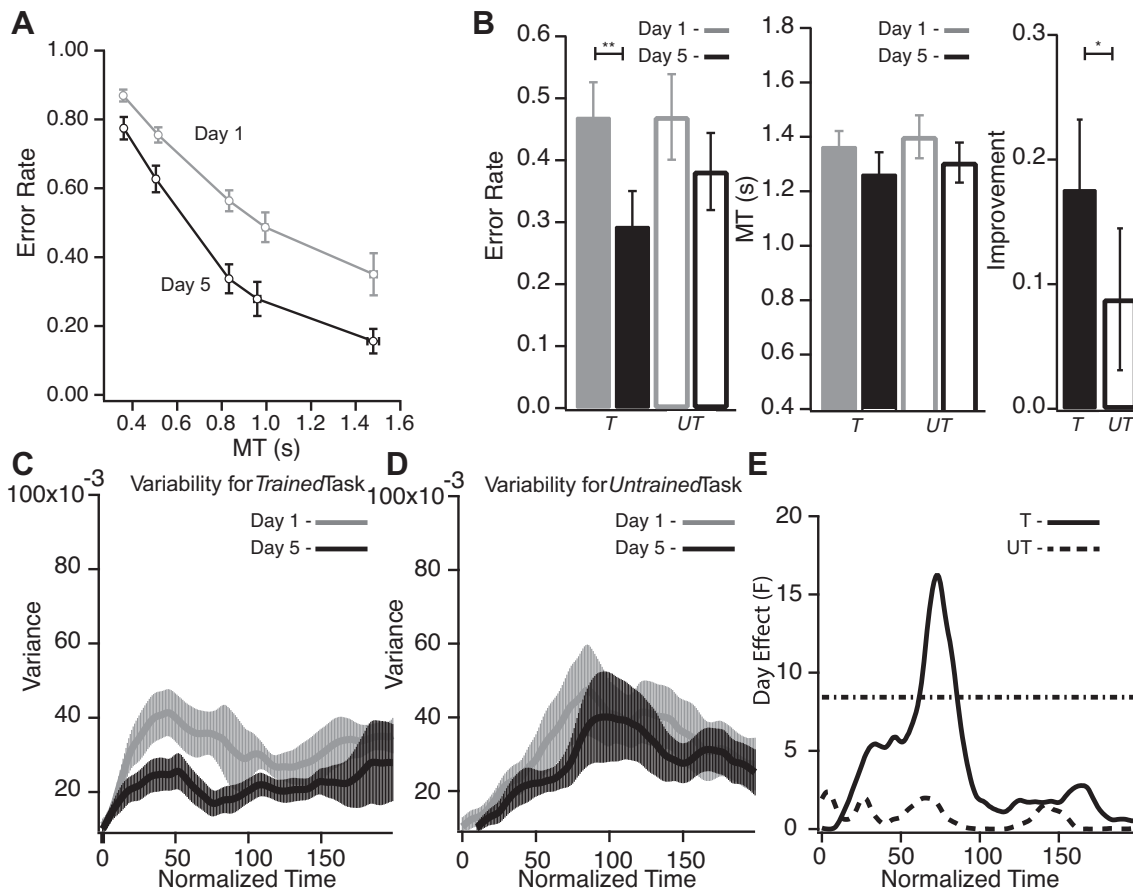 A
1.00
0.80
0.60
0.40
0.20
0.00
Error Rate
Day 1
Day 5
0.4 0.6 0.8 1.0 1.2 1.4 1.6
MT (s)
B
0.6
0.5
0.4
0.3
0.2
0.1
0.0
Error Rate
Day 1 -
Day 5 -
**
T UT
1.8
1.6
1.4
1.2
1.0
0.8
0.6
0.4
MT (s)
Day 1 -
Day 5 -
T UT
0.3
0.2
0.1
0.0
Improvement
*
T UT
C
Variability for TrainedTask
100x10-3
80
60
40
20
Variance
Day 1 -
Day 5 -
0 50 100 150
Normalized Time
D
Variability for UntrainedTask
100x10-3
80
60
40
20
Variance
Day 1 -
Day 5 -
0 50 100 150
Normalized Time
E
20
15
10
5
0
Day Effect (F)
T -
UT -
0 50 100 150
Normalized Time